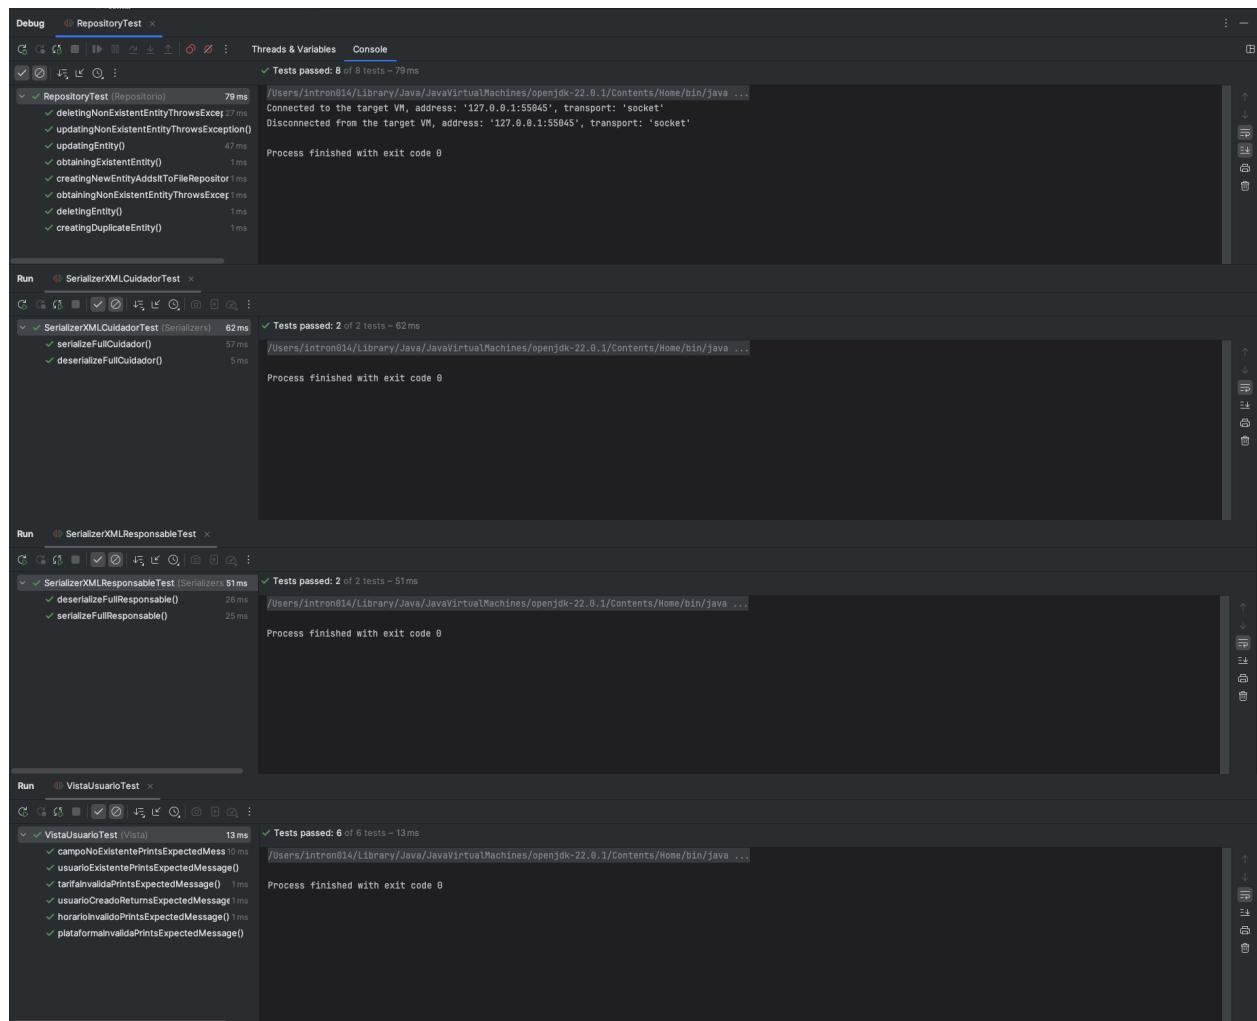 Debug RepositoryTest ×
Threads & Variables Console
Tests passed: 8 of 8 tests – 79 ms
RepositoryTest (Repositorio) 79 ms
deletingNonExistentEntityThrowsExcep 27 ms
updatingNonExistentEntityThrowsException()
updatingEntity() 47 ms
obtainingExistentEntity() 1 ms
creatingNewEntityAddsItToFileRepositor 1 ms
obtainingNonExistentEntityThrowsExcep 1 ms
deletingEntity() 1 ms
creatingDuplicateEntity() 1 ms
/Users/intron014/Library/Java/JavaVirtualMachines/openjdk-22.0.1/Contents/Home/bin/java ...
Connected to the target VM, address: '127.0.0.1:55045', transport: 'socket'
Disconnected from the target VM, address: '127.0.0.1:55045', transport: 'socket'
Process finished with exit code 0
Run SerializerXMLCuidadorTest ×
SerializerXMLCuidadorTest (Serializers) 62 ms
serializeFullCuidador() 57 ms
deserializeFullCuidador() 5 ms
Tests passed: 2 of 2 tests – 62 ms
/Users/intron014/Library/Java/JavaVirtualMachines/openjdk-22.0.1/Contents/Home/bin/java ...
Process finished with exit code 0
Run SerializerXMLResponsableTest ×
SerializerXMLResponsableTest (Serializers 51 ms
deserializeFullResponsable() 26 ms
serializeFullResponsable() 25 ms
Tests passed: 2 of 2 tests – 51 ms
/Users/intron014/Library/Java/JavaVirtualMachines/openjdk-22.0.1/Contents/Home/bin/java ...
Process finished with exit code 0
Run VistaUsuarioTest ×
VistaUsuarioTest (Vista) 13 ms
campoNoExistentePrintsExpectedMess 10 ms
usuarioExistentePrintsExpectedMessage()
tarifaInvalidaPrintsExpectedMessage() 1 ms
usuarioCreadoReturnsExpectedMessage 1 ms
horarioInvalidoPrintsExpectedMessage() 1 ms
plataformaInvalidaPrintsExpectedMessage()
Tests passed: 6 of 6 tests – 13 ms
/Users/intron014/Library/Java/JavaVirtualMachines/openjdk-22.0.1/Contents/Home/bin/java ...
Process finished with exit code 0